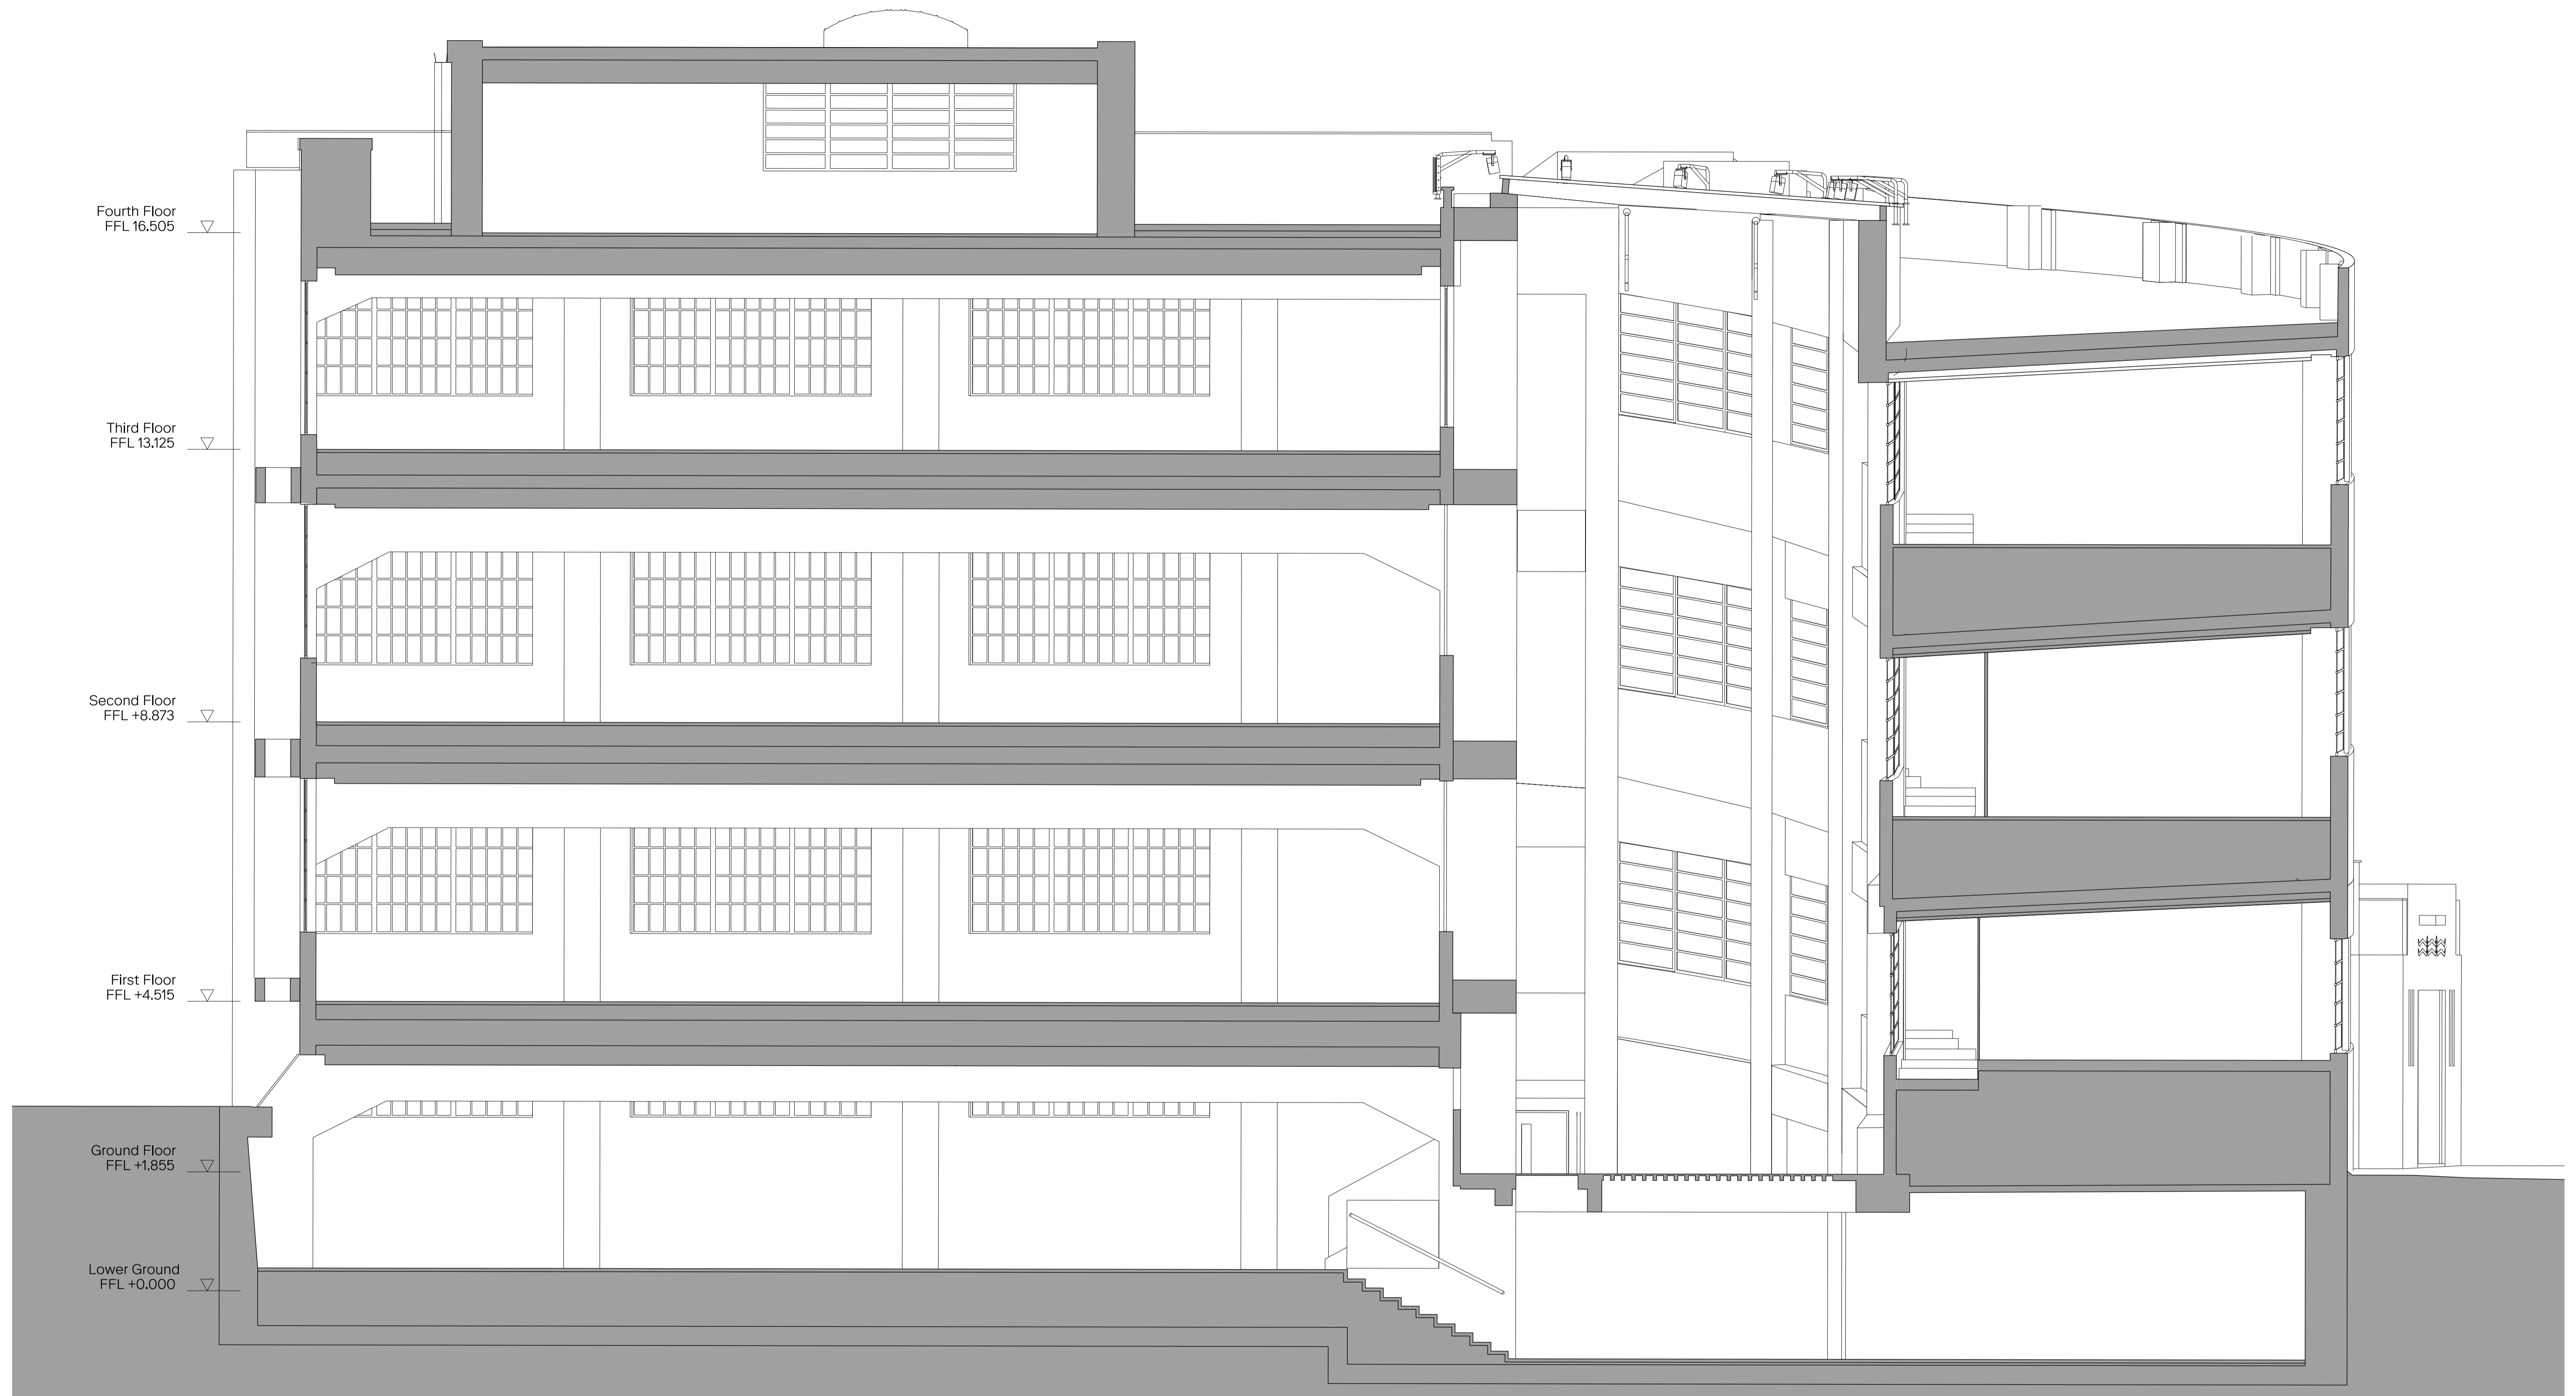 Fourth Floor
FFL 16.505
Third Floor
FFL 13.125
Second Floor
FFL +8.873
First Floor
FFL +4.515
Ground Floor
FFL +1.855
Lower Ground
FFL +0.000